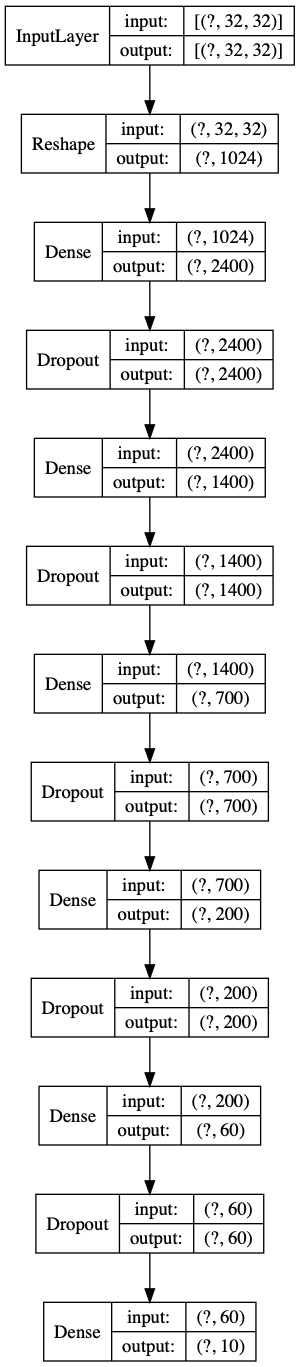 InputLayer input: [(?, 32, 32)]
output: [(?, 32, 32)]
Reshape input: (?, 32, 32)
output: (?, 1024)
Dense input: (?, 1024)
output: (?, 2400)
Dropout input: (?, 2400)
output: (?, 2400)
Dense input: (?, 2400)
output: (?, 1400)
Dropout input: (?, 1400)
output: (?, 1400)
Dense input: (?, 1400)
output: (?, 700)
Dropout input: (?, 700)
output: (?, 700)
Dense input: (?, 700)
output: (?, 200)
Dropout input: (?, 200)
output: (?, 200)
Dense input: (?, 200)
output: (?, 60)
Dropout input: (?, 60)
output: (?, 60)
Dense input: (?, 60)
output: (?, 10)